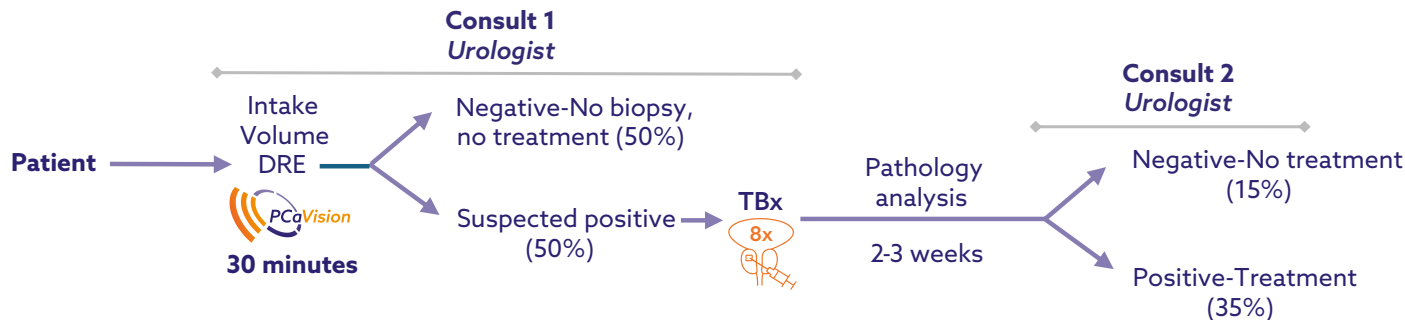 Consult 1
Urologist
Consult 2
Urologist
Patient
Intake
Volume
DRE
PCaVision
30 minutes
Negative-No biopsy,
no treatment (50%)
Suspected positive
(50%)
TBx
8x
Pathology
analysis
2-3 weeks
Negative-No treatment
(15%)
Positive-Treatment
(35%)